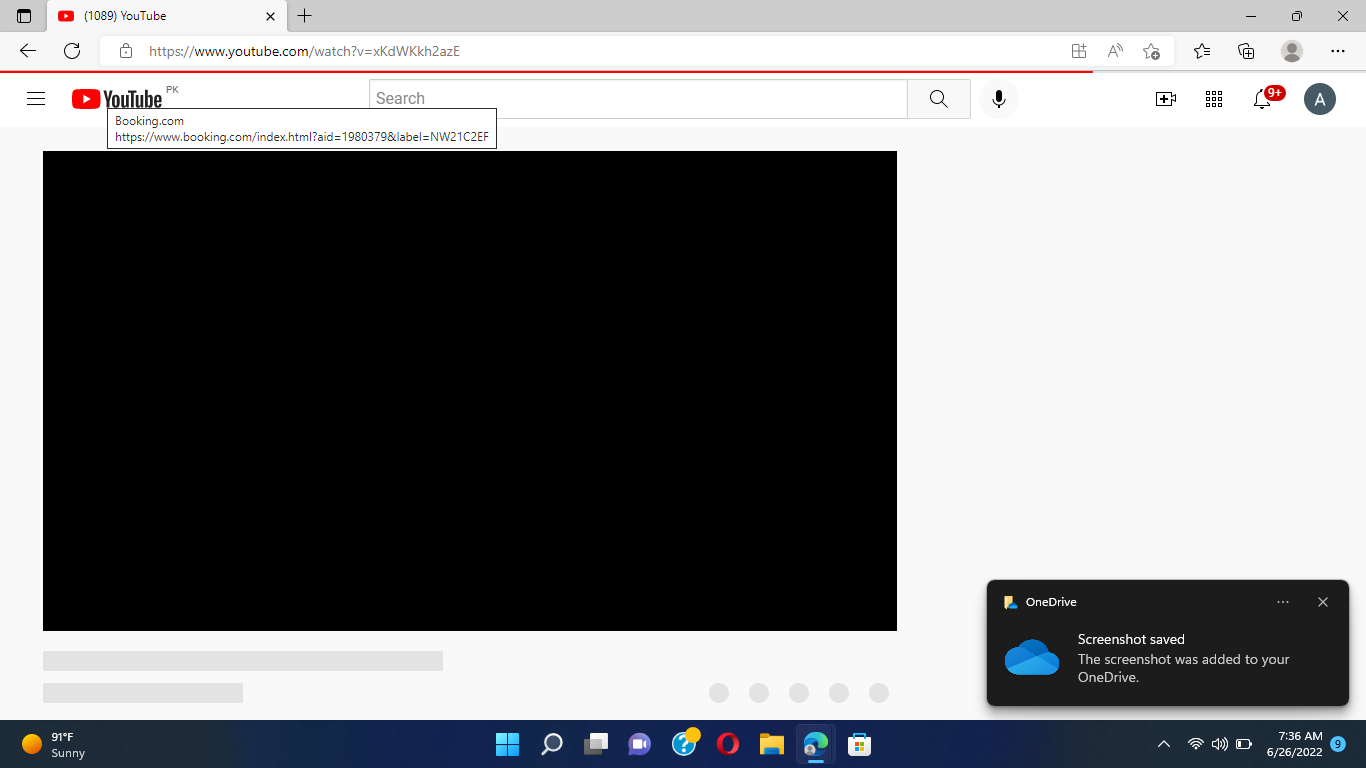 (1089) YouTube
https://www.youtube.com/watch?v=xKdWKkh2azE
YouTube PK
Search
9+
A
Booking.com
https://www.booking.com/index.html?aid=1980379&label=NW21C2EF
OneDrive
Screenshot saved
The screenshot was added to your
OneDrive.
91°F
Sunny
7:36 AM
6/26/2022
9